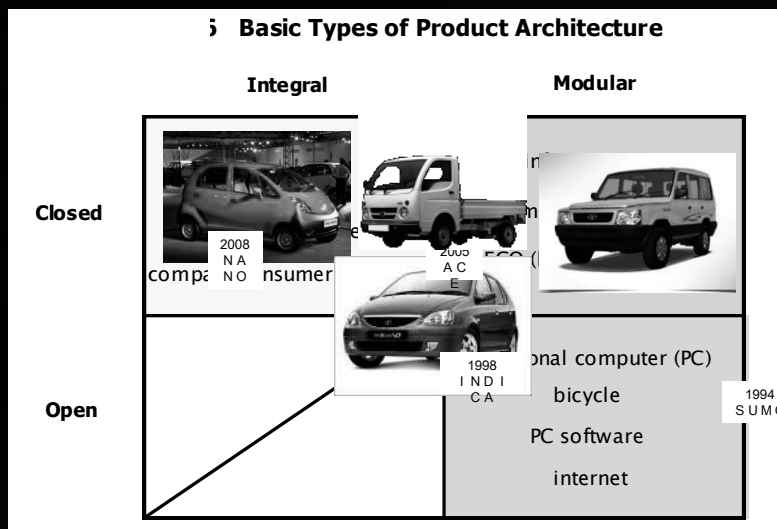 Basic Types of Product Architecture
Integral
Modular
Closed
2008
N A
N O
2005
A C
E
1998
I N D I
C A
Open
computer (PC)
bicycle
PC software
internet
1994